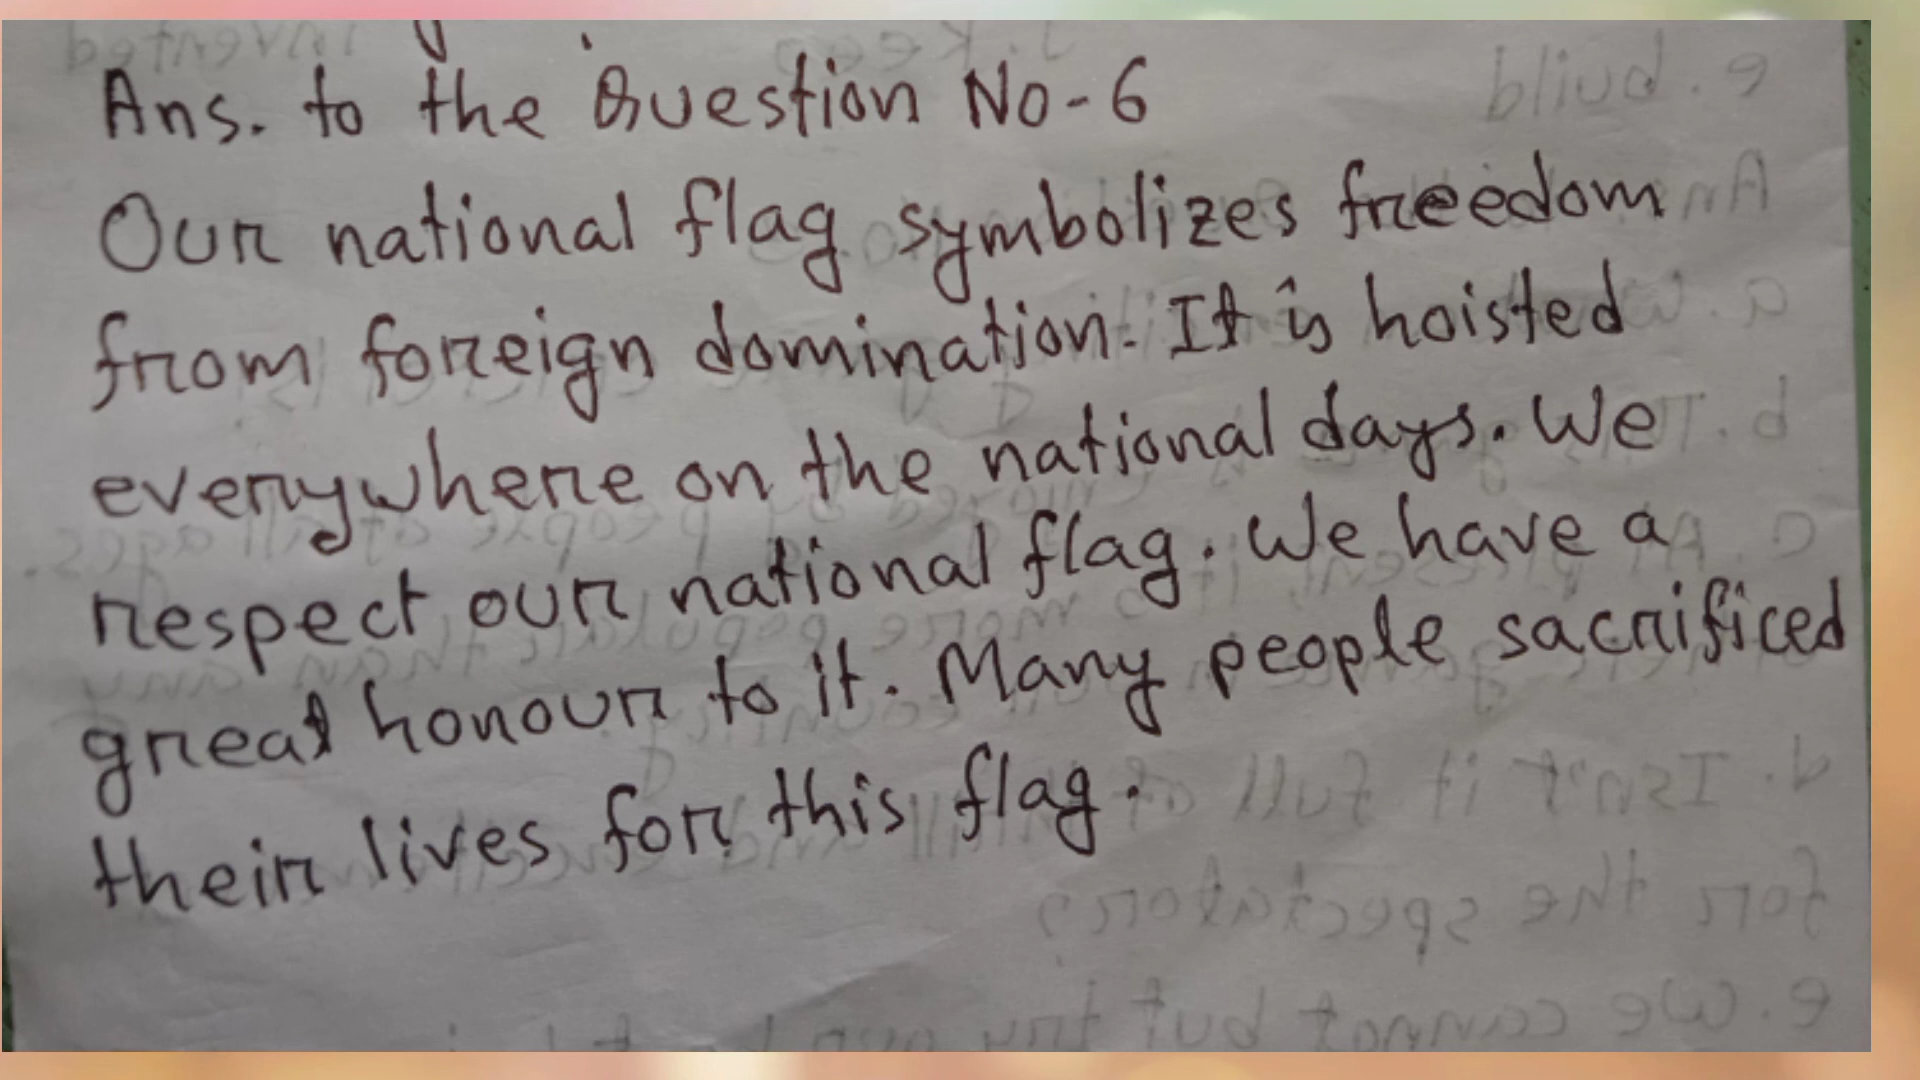 Ans. to the Question No-6
Our national flag symbolizes freedom
from foreign domination. It is hoisted
everywhere on the national days. We
respect our national flag. We have a
great honour to it. Many people sacrificed
their lives for this flag.